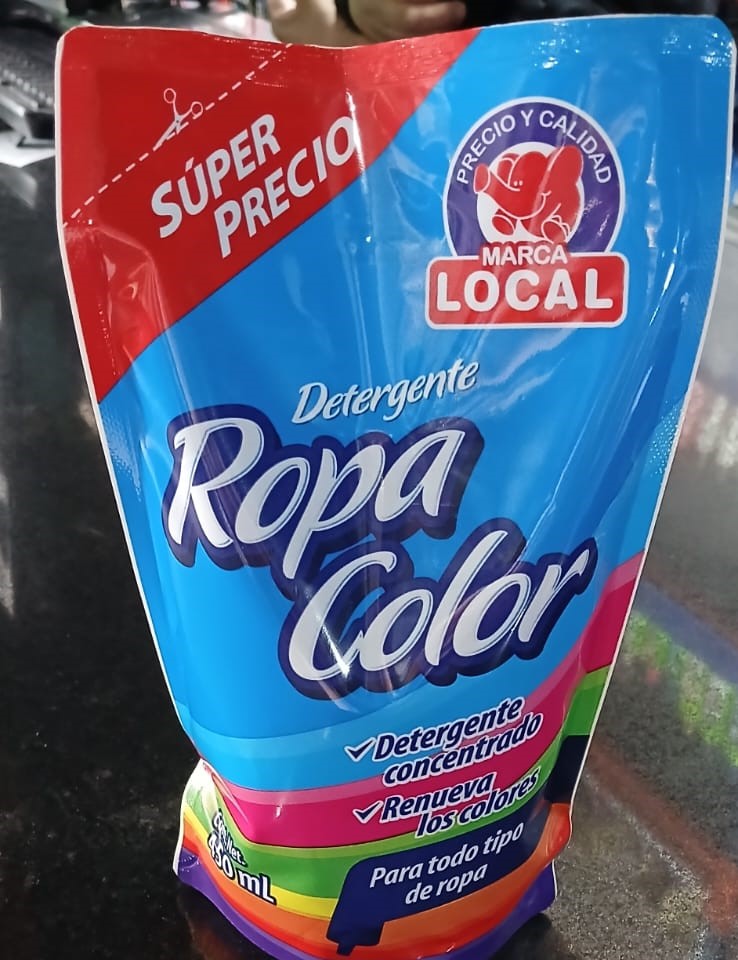 SÚPER
PRECIO
PRECIO Y CALIDAD
MARCA
LOCAL
Detergente
Ropa
Color
Detergente
concentrado
Renueva
los colores
Para todo tipo
de ropa
mL